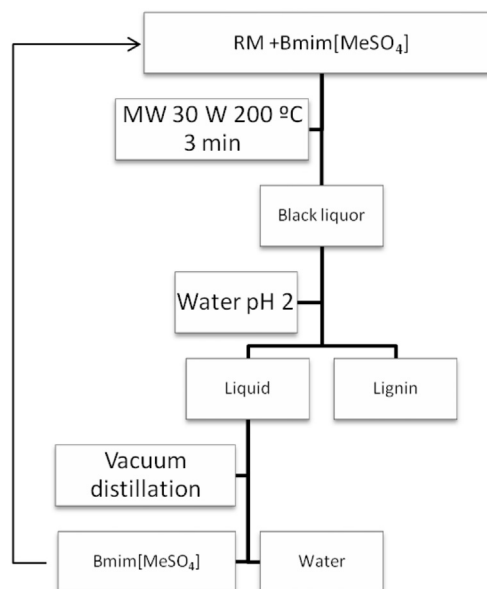 RM +Bmim[MeSO₄]
MW 30 W 200 ºC
3 min
Black liquor
Water pH 2
Liquid
Lignin
Vacuum
distillation
Bmim[MeSO₄]
Water